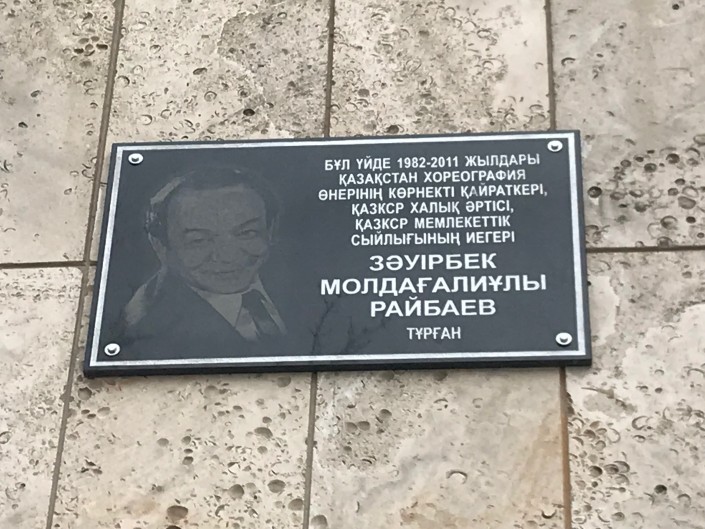 БҰЛ ҮЙДЕ 1982-2011 ЖЫЛДАРЫ
ҚАЗАҚСТАН ХОРЕОГРАФИЯ
ӨНЕРІНІҢ КӨРНЕКТІ ҚАЙРАТКЕРІ,
ҚАЗКСР ХАЛЫҚ ӘРТІСІ,
ҚАЗКСР МЕМЛЕКЕТТІК
СЫЙЛЫҒЫНЫҢ ИЕГЕРІ
ЗӘУІРБЕК
МОЛДАҒАЛИҰЛЫ
РАЙБАЕВ
ТҰРҒАН